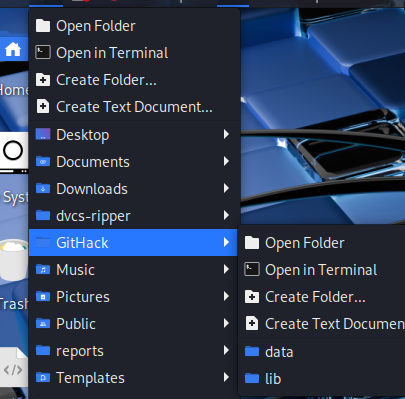 Open Folder
Open in Terminal
Create Folder...
Create Text Document...
Desktop
Documents
Downloads
dvcs-ripper
GitHack
Music
Pictures
Public
reports
Templates
Open Folder
Open in Terminal
Create Folder...
Create Text Documen
data
lib
Home
Syst
Trash